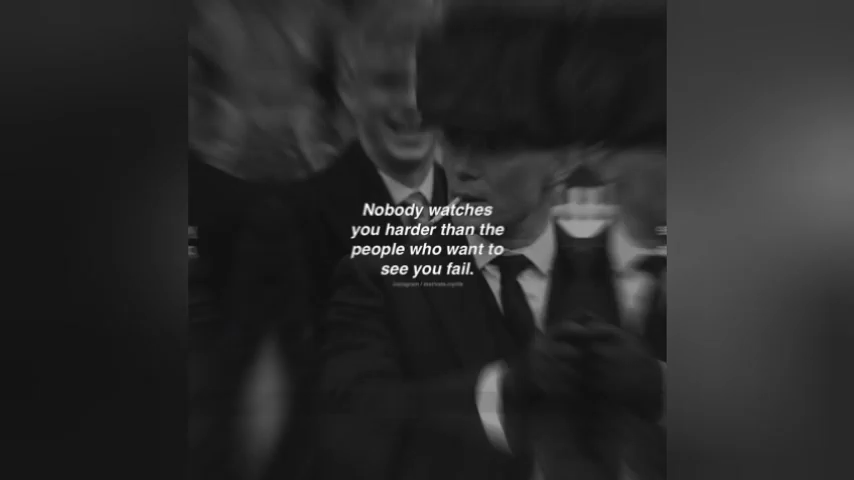 Nobody watches
you harder than the
people who want to
see you fail.